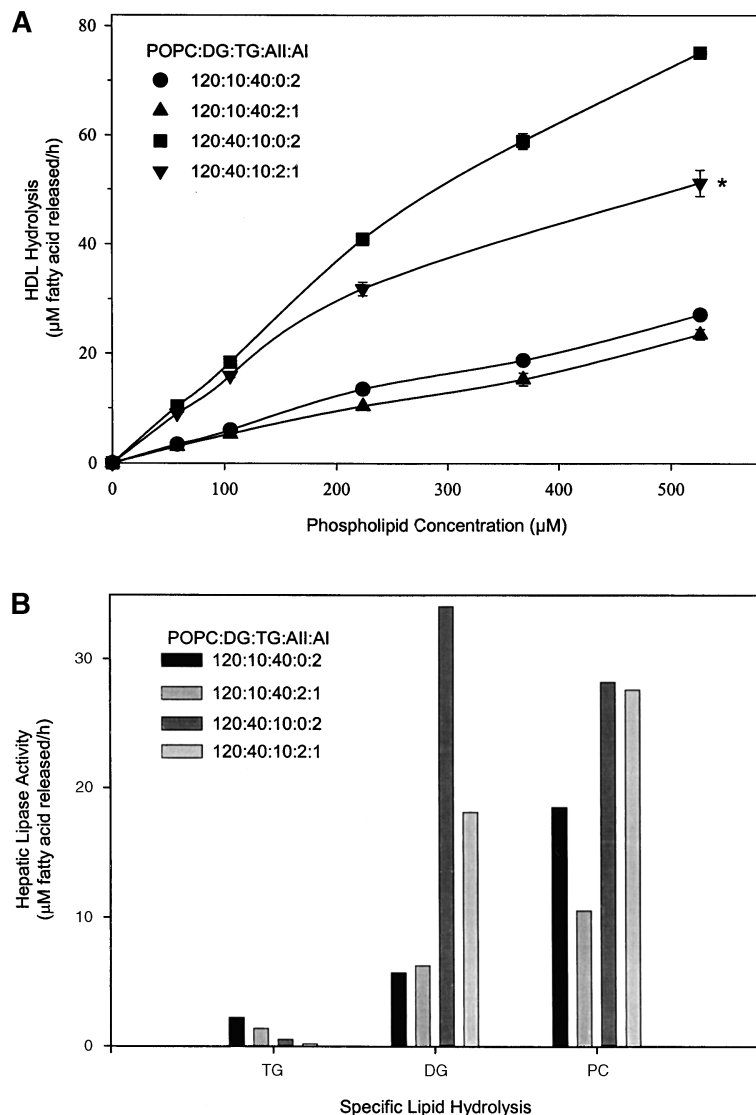 A
POPC:DG:TG:AII:AI
120:10:40:0:2
120:10:40:2:1
120:40:10:0:2
120:40:10:2:1
*
HDL Hydrolysis
(µM fatty acid released/h)
80
60
40
20
0
0 100 200 300 400 500
Phospholipid Concentration (µM)
B
POPC:DG:TG:AII:AI
120:10:40:0:2
120:10:40:2:1
120:40:10:0:2
120:40:10:2:1
Hepatic Lipase Activity
(µM fatty acid released/h)
30
20
10
0
TG DG PC
Specific Lipid Hydrolysis